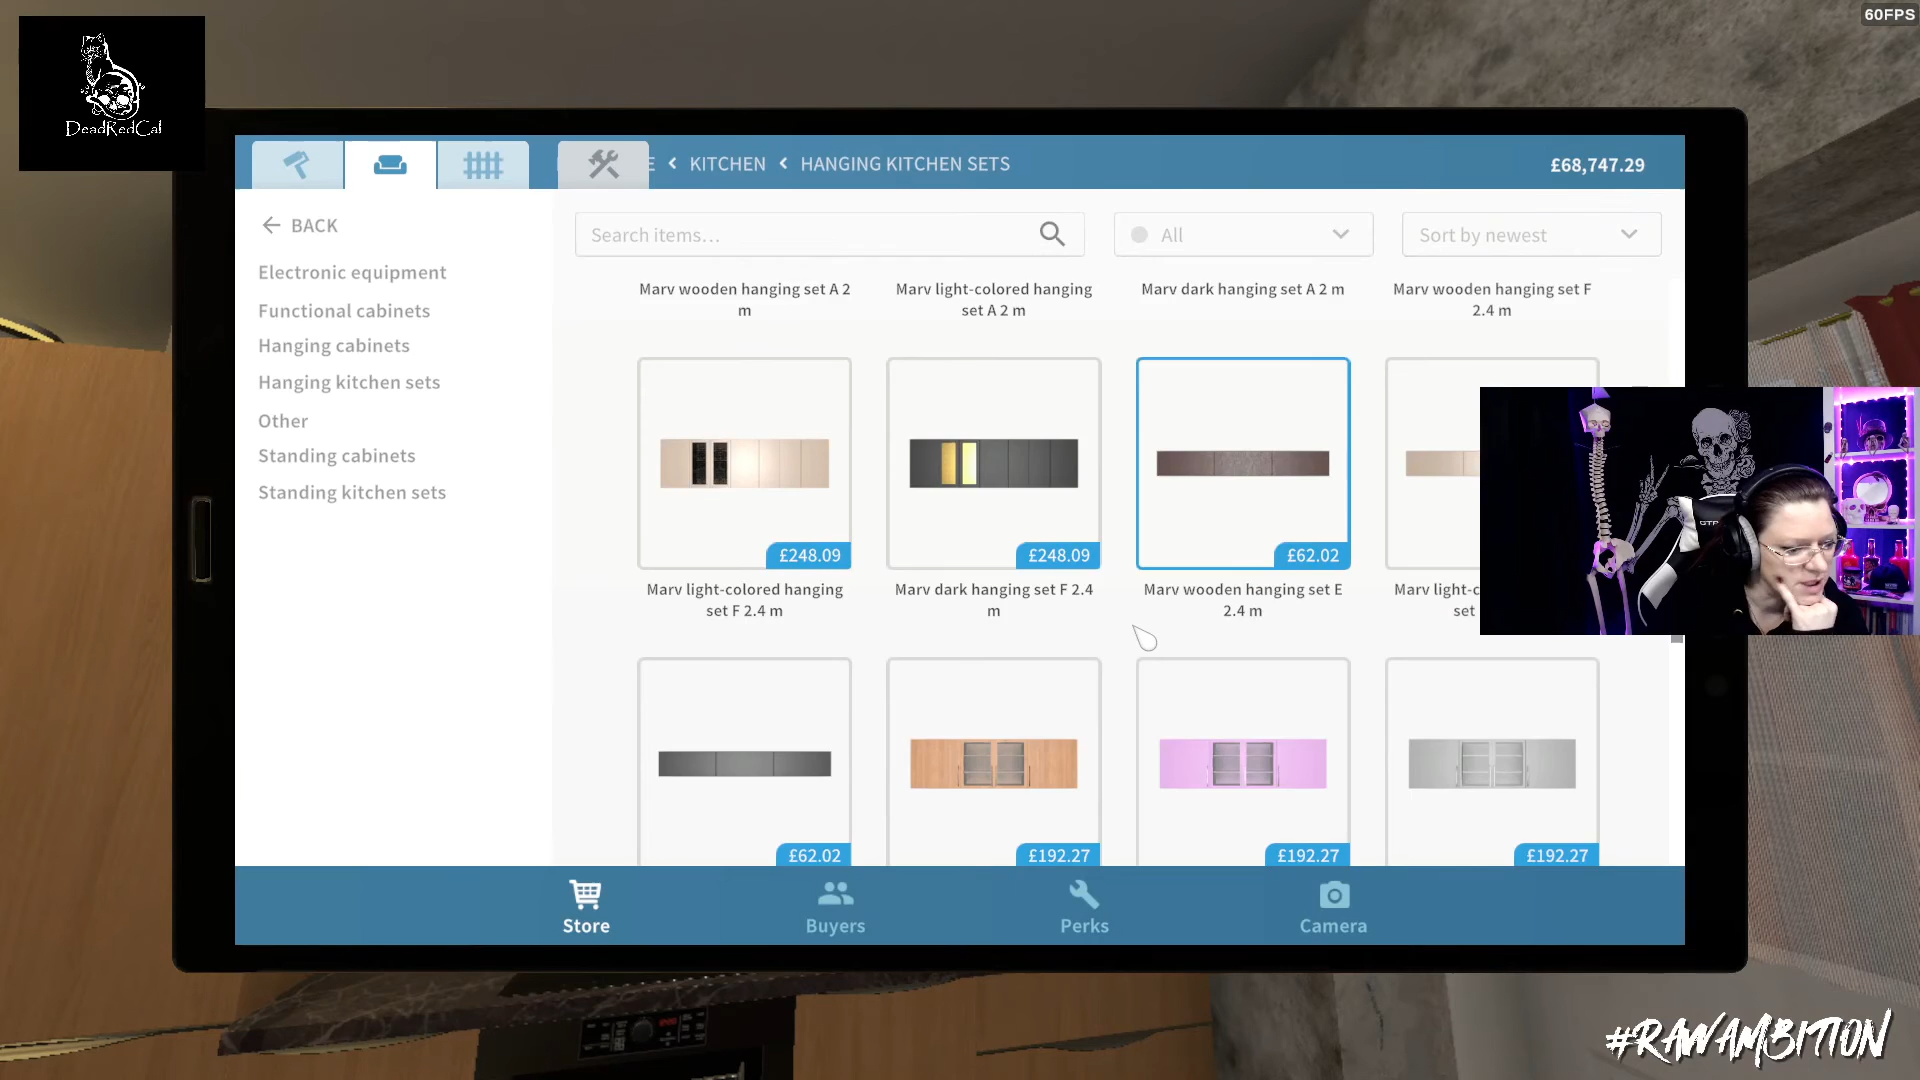 60FPS
DeadRedCal
KITCHEN
HANGING KITCHEN SETS
£68,747.29
BACK
Search items...
All
Sort by newest
Electronic equipment
Functional cabinets
Hanging cabinets
Hanging kitchen sets
Other
Standing cabinets
Standing kitchen sets
Marv wooden hanging set A 2
m
Marv light-colored hanging
set A 2 m
Marv dark hanging set A 2 m
Marv wooden hanging set F
2.4 m
£248.09
£248.09
£62.02
Marv light-colored hanging
set F 2.4 m
Marv dark hanging set F 2.4
m
Marv wooden hanging set E
2.4 m
Marv light-c
set
£62.02
£192.27
£192.27
£192.27
Store
Buyers
Perks
Camera
#RAWAMBITION